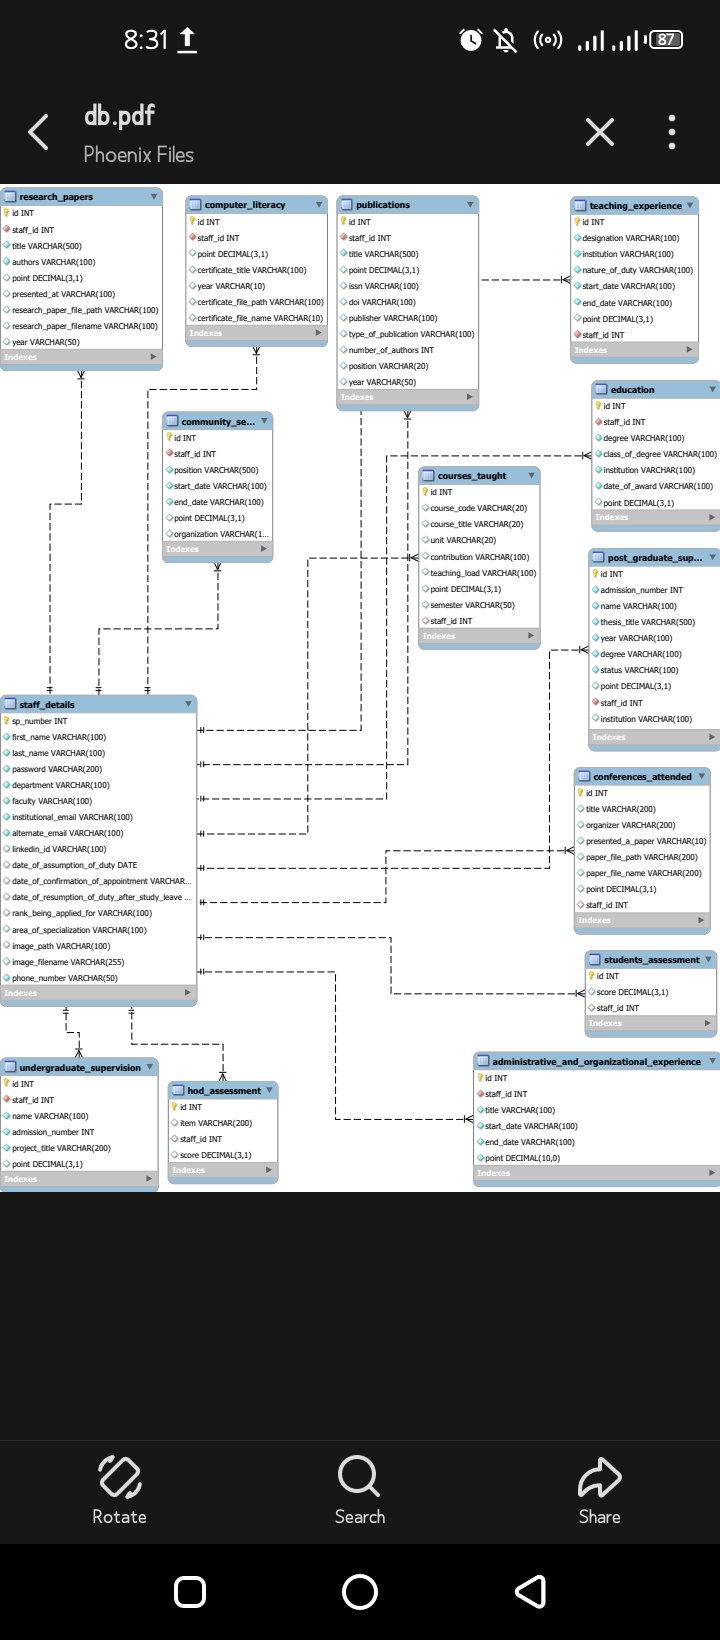 8:31
87
db.pdf
Phoenix Files
research_papers
id INT
staff_id INT
title VARCHAR(500)
authors VARCHAR(100)
point DECIMAL(3,1)
presented_at VARCHAR(100)
research_paper_file_path VARCHAR(100)
research_paper_filename VARCHAR(100)
year VARCHAR(50)
Indexes
computer_literacy
id INT
staff_id INT
point DECIMAL(3,1)
certificate_title VARCHAR(100)
year VARCHAR(10)
certificate_file_path VARCHAR(100)
certificate_file_name VARCHAR(10)
Indexes
publications
id INT
staff_id INT
title VARCHAR(500)
point DECIMAL(3,1)
issn VARCHAR(100)
doi VARCHAR(100)
publisher VARCHAR(100)
type_of_publication VARCHAR(100)
number_of_authors INT
position VARCHAR(20)
year VARCHAR(50)
Indexes
teaching_experience
id INT
designation VARCHAR(100)
institution VARCHAR(100)
nature_of_duty VARCHAR(100)
start_date VARCHAR(100)
end_date VARCHAR(100)
point DECIMAL(3,1)
staff_id INT
Indexes
education
id INT
staff_id INT
degree VARCHAR(100)
class_of_degree VARCHAR(100)
institution VARCHAR(100)
date_of_award VARCHAR(100)
point DECIMAL(3,1)
Indexes
community_se...
id INT
staff_id INT
position VARCHAR(500)
start_date VARCHAR(100)
end_date VARCHAR(100)
point DECIMAL(3,1)
organization VARCHAR(1...
Indexes
courses_taught
id INT
course_code VARCHAR(20)
course_title VARCHAR(20)
unit VARCHAR(20)
contribution VARCHAR(100)
teaching_load VARCHAR(100)
point DECIMAL(3,1)
semester VARCHAR(50)
staff_id INT
Indexes
post_graduate_sup...
id INT
admission_number INT
name VARCHAR(100)
thesis_title VARCHAR(500)
year VARCHAR(100)
degree VARCHAR(100)
status VARCHAR(100)
point DECIMAL(3,1)
staff_id INT
institution VARCHAR(100)
Indexes
staff_details
sp_number INT
first_name VARCHAR(100)
last_name VARCHAR(100)
password VARCHAR(200)
department VARCHAR(100)
faculty VARCHAR(100)
institutional_email VARCHAR(100)
alternate_email VARCHAR(100)
linkedin_id VARCHAR(100)
date_of_assumption_of_duty DATE
date_of_confirmation_of_appointment VARCHAR...
date_of_resumption_of_duty_after_study_leave ...
rank_being_applied_for VARCHAR(100)
area_of_specialization VARCHAR(100)
image_path VARCHAR(100)
image_filename VARCHAR(255)
phone_number VARCHAR(50)
Indexes
conferences_attended
id INT
title VARCHAR(200)
organizer VARCHAR(200)
presented_a_paper VARCHAR(10)
paper_file_path VARCHAR(200)
paper_file_name VARCHAR(200)
point DECIMAL(3,1)
staff_id INT
Indexes
students_assessment
id INT
score DECIMAL(3,1)
staff_id INT
Indexes
undergraduate_supervision
id INT
staff_id INT
name VARCHAR(100)
admission_number INT
project_title VARCHAR(200)
point DECIMAL(3,1)
Indexes
hod_assessment
id INT
item VARCHAR(200)
staff_id INT
score DECIMAL(3,1)
Indexes
administrative_and_organizational_experience
id INT
staff_id INT
title VARCHAR(100)
start_date VARCHAR(100)
end_date VARCHAR(100)
point DECIMAL(10,0)
Indexes
Rotate
Search
Share